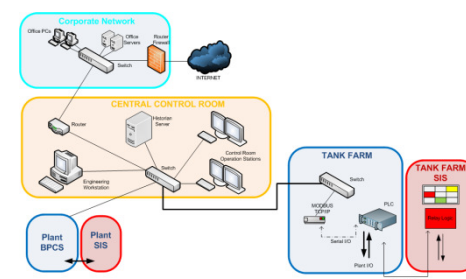 Corporate Network
Office PCs
Office
Servers
Router
Firewall
Switch
INTERNET
CENTRAL CONTROL ROOM
Historian
Server
Router
Control Room
Operation Stations
Switch
Engineering
Workstation
Plant
BPCS
Plant
SIS
TANK FARM
Switch
MODBUS
TCP/IP
PLC
Serial I/O
Plant I/O
TANK FARM
SIS
Relay Logic